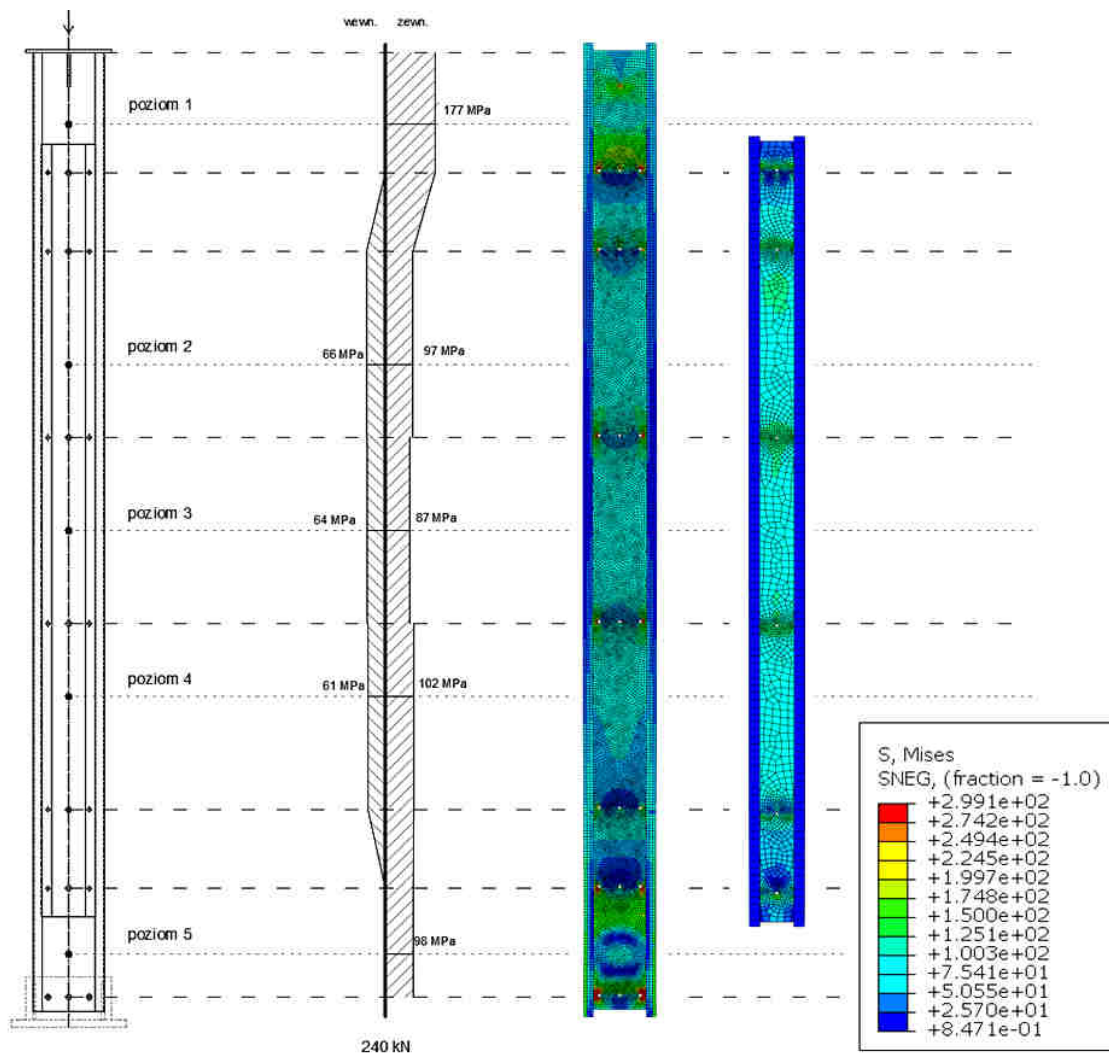 wewn. zewn.
poziom 1
177 MPa
poziom 2
66 MPa 97 MPa
poziom 3
64 MPa 87 MPa
poziom 4
61 MPa 102 MPa
poziom 5
98 MPa
240 kN
S, Mises
SNEG, (fraction = -1.0)
+2.991e+02
+2.742e+02
+2.494e+02
+2.245e+02
+1.997e+02
+1.748e+02
+1.500e+02
+1.251e+02
+1.003e+02
+7.541e+01
+5.055e+01
+2.570e+01
+8.471e-01